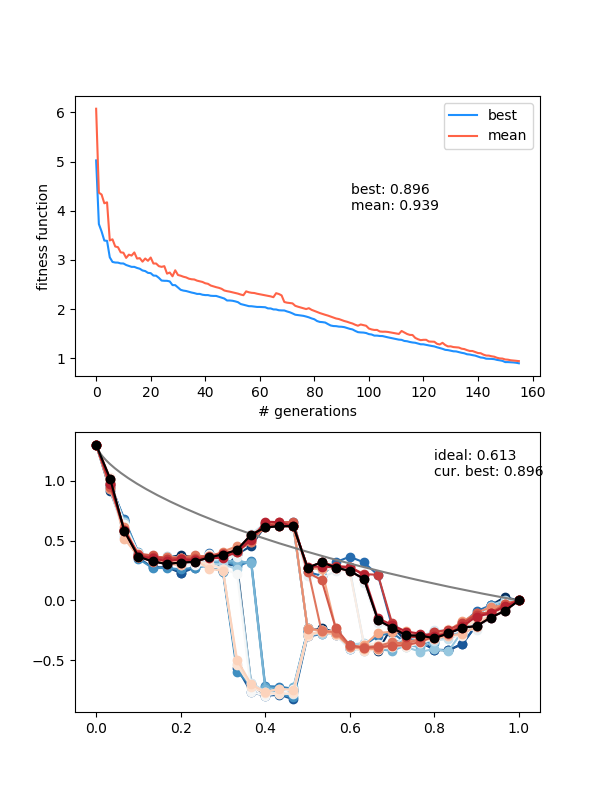 6
best
mean
5
best: 0.896
mean: 0.939
4
fitness function
3
2
1
0 20 40 60 80 100 120 140 160
# generations
ideal: 0.613
cur. best: 0.896
1.0
0.5
0.0
−0.5
0.0 0.2 0.4 0.6 0.8 1.0